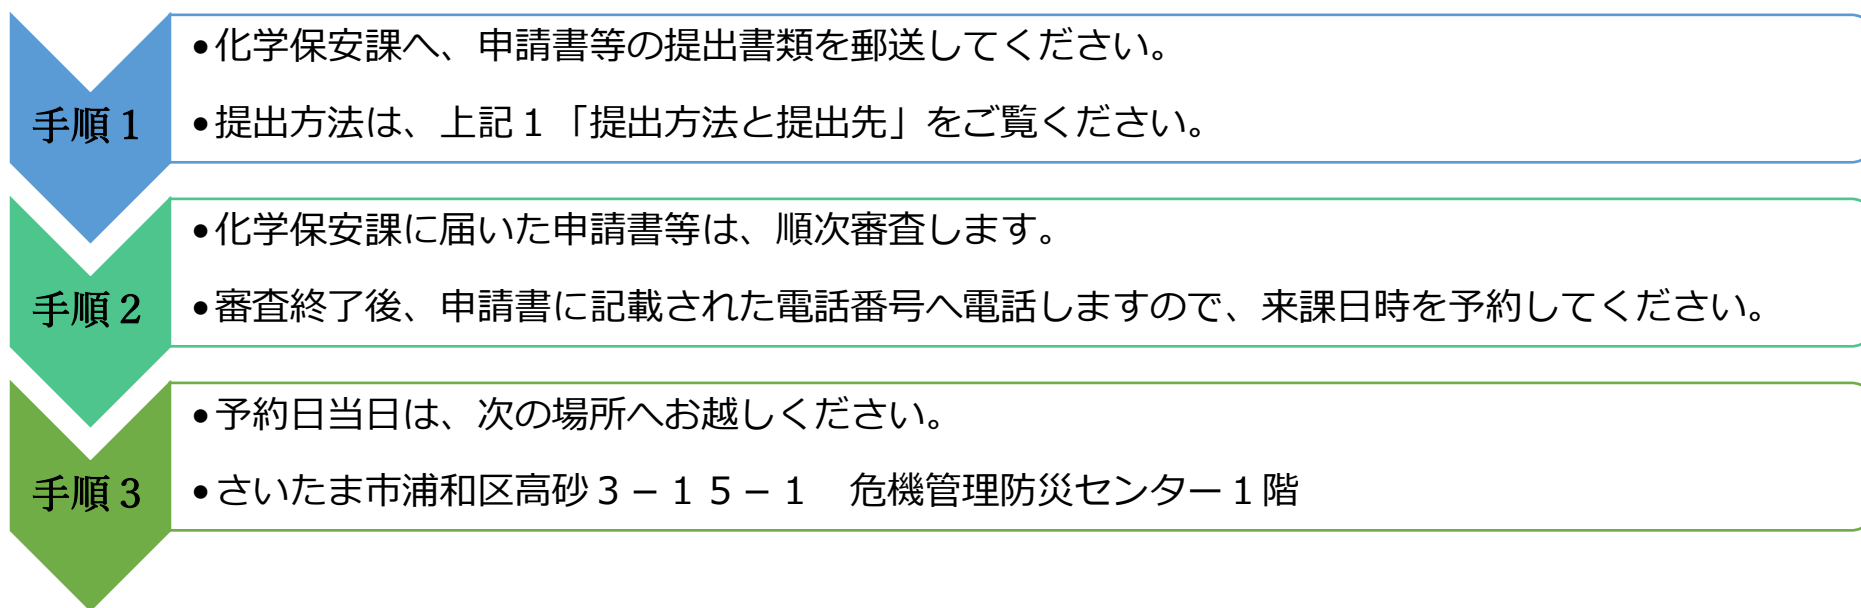 手順１
•化学保安課へ、申請書等の提出書類を郵送してください。
•提出方法は、上記１「提出方法と提出先」をご覧ください。
手順２
•化学保安課に届いた申請書等は、順次審査します。
•審査終了後、申請書に記載された電話番号へ電話しますので、来課日時を予約してください。
手順３
•予約日当日は、次の場所へお越しください。
•さいたま市浦和区高砂３－１５－１　危機管理防災センター１階